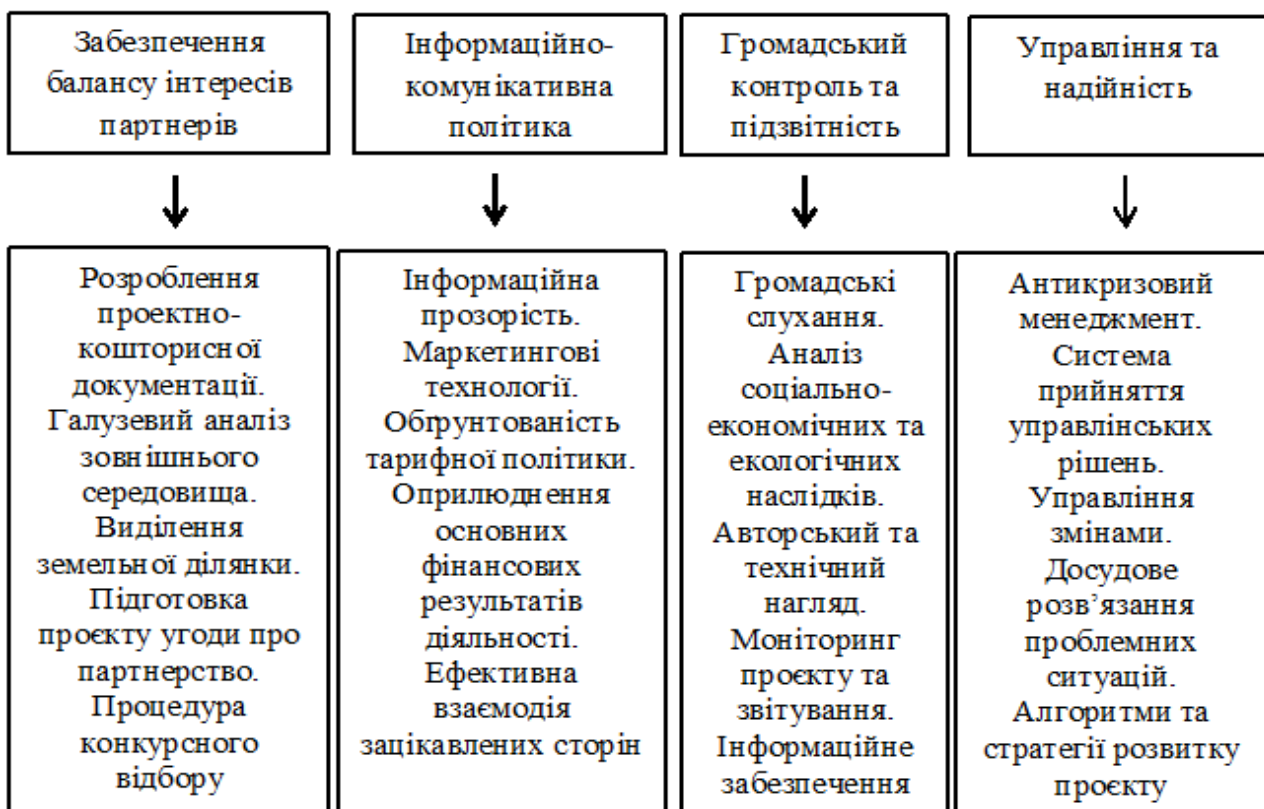 Забезпечення
балансу інтересів
партнерів
Інформаційно-
комунікативна
політика
Громадський
контроль та
підзвітність
Управління та
надійність
Розроблення
проектно-
кошторисної
документації.
Галузевий аналіз
зовнішнього
середовища.
Виділення
земельної ділянки.
Підготовка
проєкту угоди про
партнерство.
Процедура
конкурсного
відбору
Інформаційна
прозорість.
Маркетингові
технології.
Обґрунтованість
тарифної політики.
Оприлюднення
основних
фінансових
результатів
діяльності.
Ефективна
взаємодія
зацікавлених сторін
Громадські
слухання.
Аналіз
соціально-
економічних та
екологічних
наслідків.
Авторський та
технічний
нагляд.
Моніторинг
проєкту та
звітування.
Інформаційне
забезпечення
Антикризовий
менеджмент.
Система
прийняття
управлінських
рішень.
Управління
змінами.
Досудове
розв’язання
проблемних
ситуацій.
Алгоритми та
стратегії розвитку
проєкту